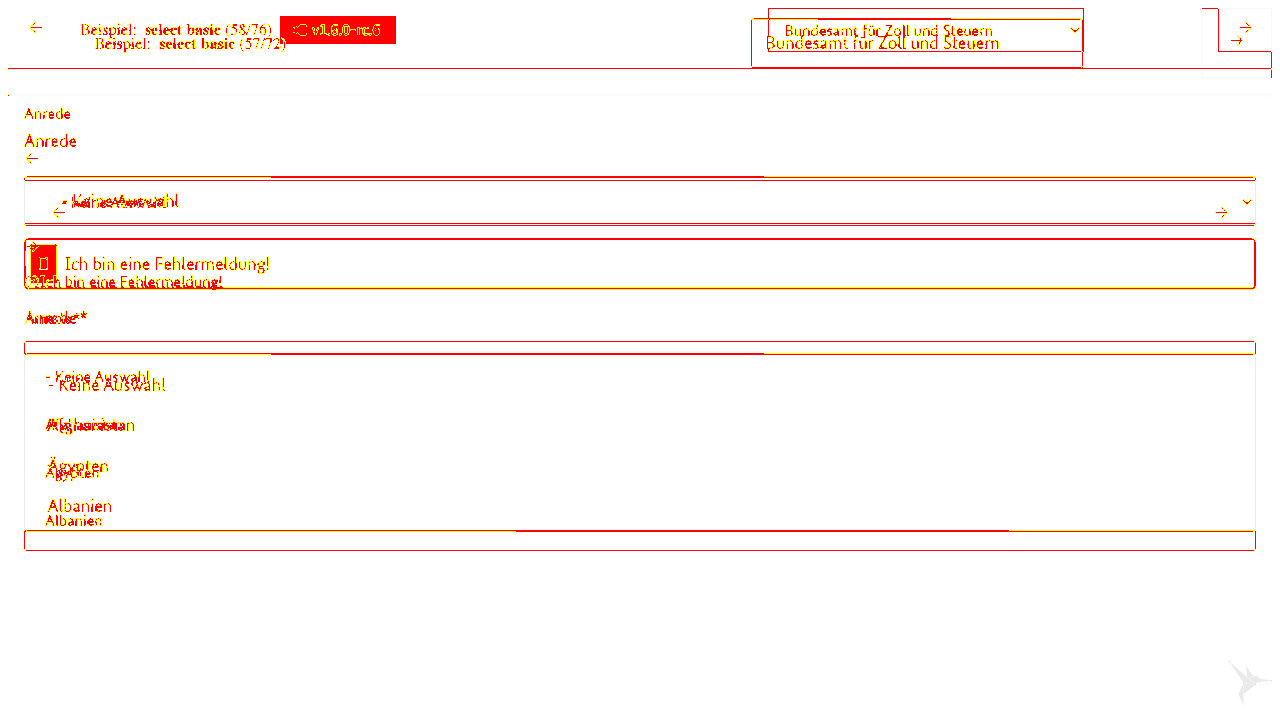 ← Beispiel: select basic (58/76) v1.6.0-rc.6 Bundesamt für Zoll und Steuern →
Beispiel: select basic (57/72) Bundesamt für Zoll und Steuern →
Anrede
Anrede
←
- Keine Auswahl
← →
→
Ich bin eine Fehlermeldung!
Ich bin eine Fehlermeldung!
Anrede*
- Keine Auswahl
- Keine Auswahl
Afghanistan
Ägypten
Ägypten
Albanien
Albanien